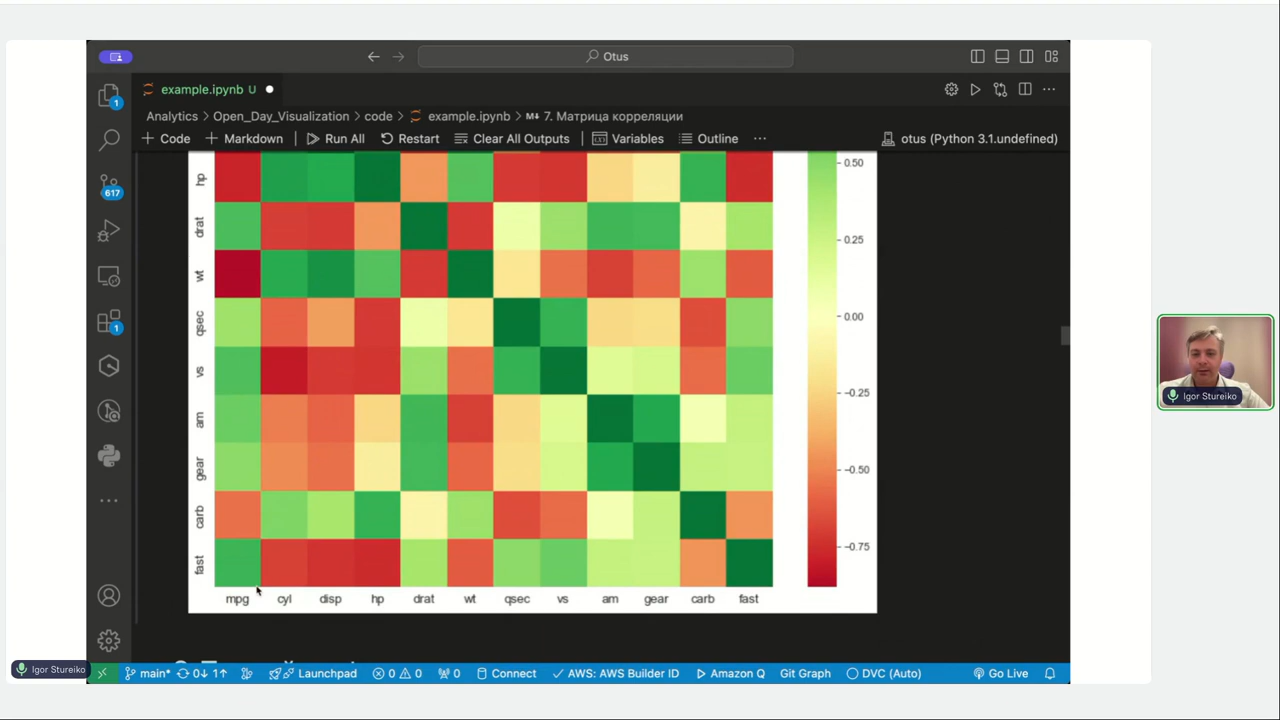 Otus
example.ipynb U
Analytics > Open_Day_Visualization > code > example.ipynb > M↓ 7. Матрица корреляции
+ Code + Markdown Run All Restart Clear All Outputs Variables Outline ··· otus (Python 3.1.undefined)
1
617
1
hp
drat
wt
qsec
vs
am
gear
carb
fast
mpg cyl disp hp drat wt qsec vs am gear carb fast
0.50
0.25
0.00
−0.25
−0.50
−0.75
Igor Stureiko
Igor Stureiko
main* 0↓ 1↑ Launchpad 0 0 0 Connect AWS: AWS Builder ID Amazon Q Git Graph DVC (Auto) Go Live